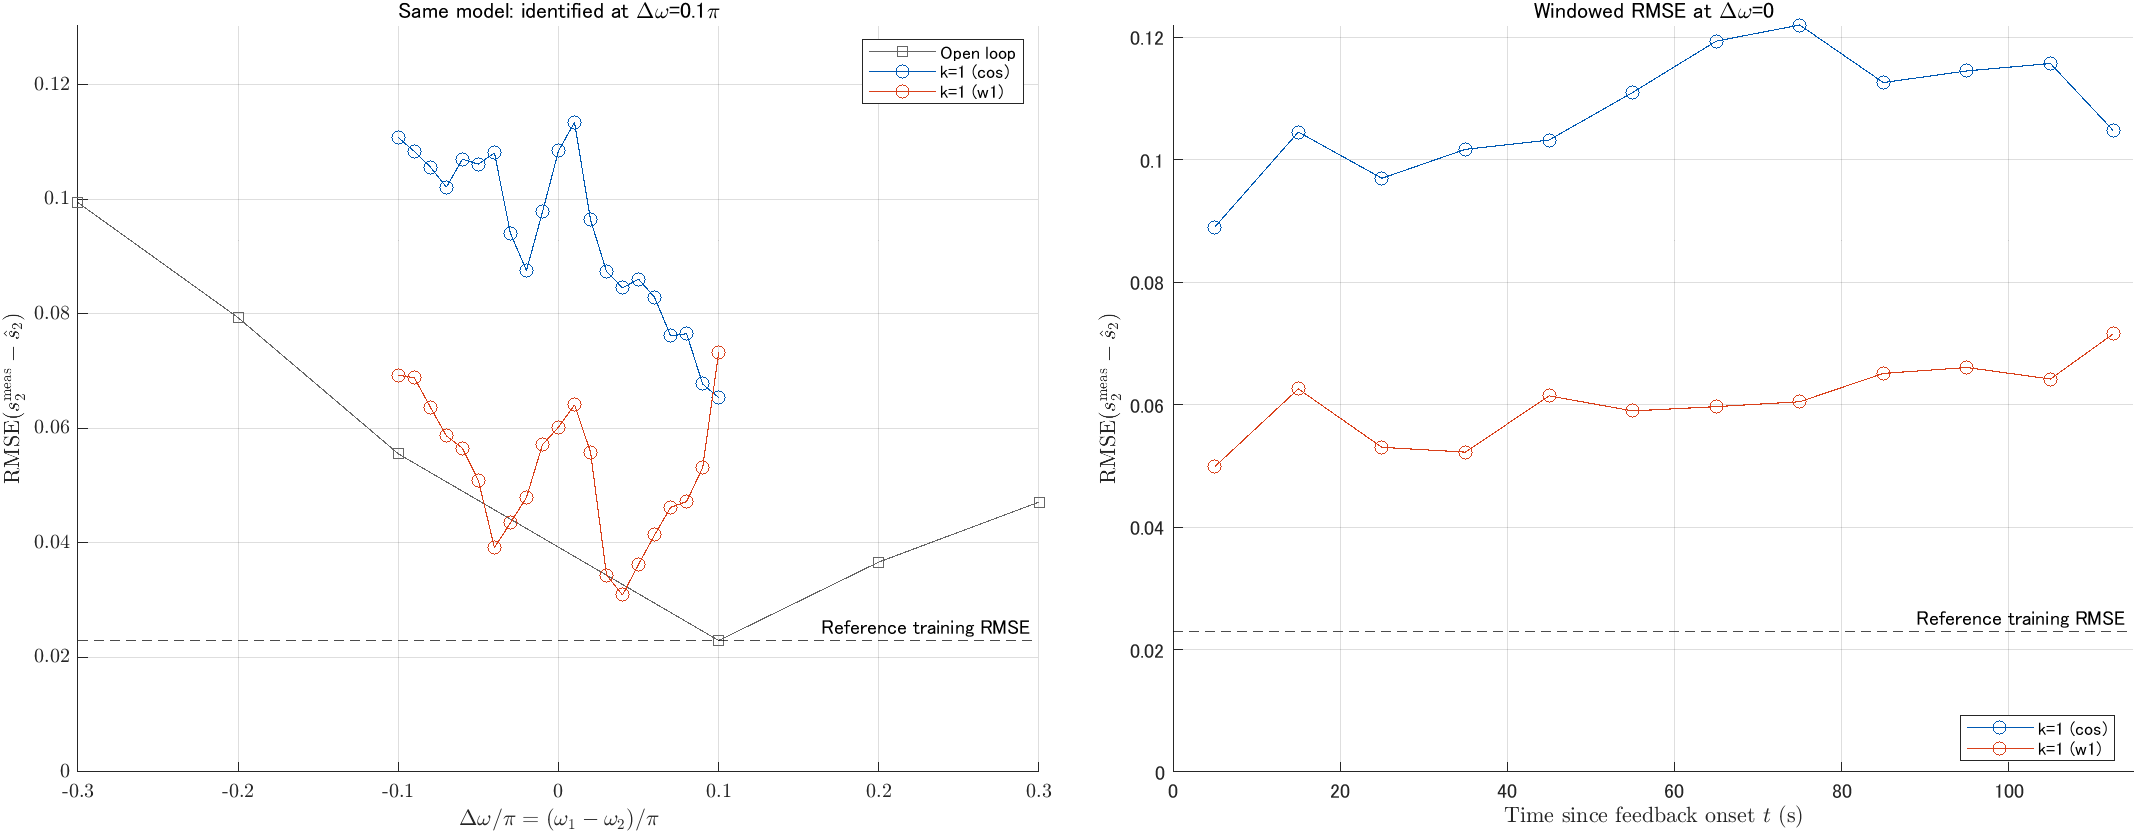 Same model: identified at Δω=0.1π
Open loop
k=1 (cos)
k=1 (w1)
0.12
0.1
0.08
0.06
0.04
0.02
0
RMSE(s₂ᵐᵉᵃˢ − ŝ₂)
Reference training RMSE
-0.3 -0.2 -0.1 0 0.1 0.2 0.3
Δω/π = (ω₁ − ω₂)/π
Windowed RMSE at Δω=0
0.12
0.1
0.08
0.06
0.04
0.02
0
RMSE(s₂ᵐᵉᵃˢ − ŝ₂)
Reference training RMSE
k=1 (cos)
k=1 (w1)
0 20 40 60 80 100
Time since feedback onset t (s)